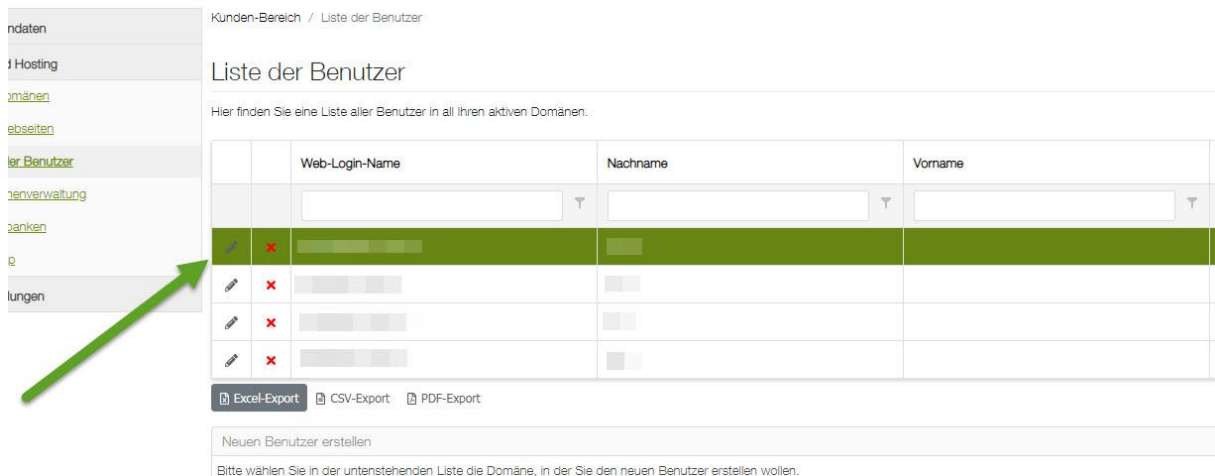 Kunden-Bereich / Liste der Benutzer
ndaten
Hosting
Liste der Benutzer
omänen
Hier finden Sie eine Liste aller Benutzer in all Ihren aktiven Domänen.
ebseiten
er Benutzer
Web-Login-Name Nachname Vorname
nenverwaltung
banken
lungen
Excel-Export CSV-Export PDF-Export
Neuen Benutzer erstellen
Bitte wählen Sie in der untenstehenden Liste die Domäne, in der Sie den neuen Benutzer erstellen wollen.